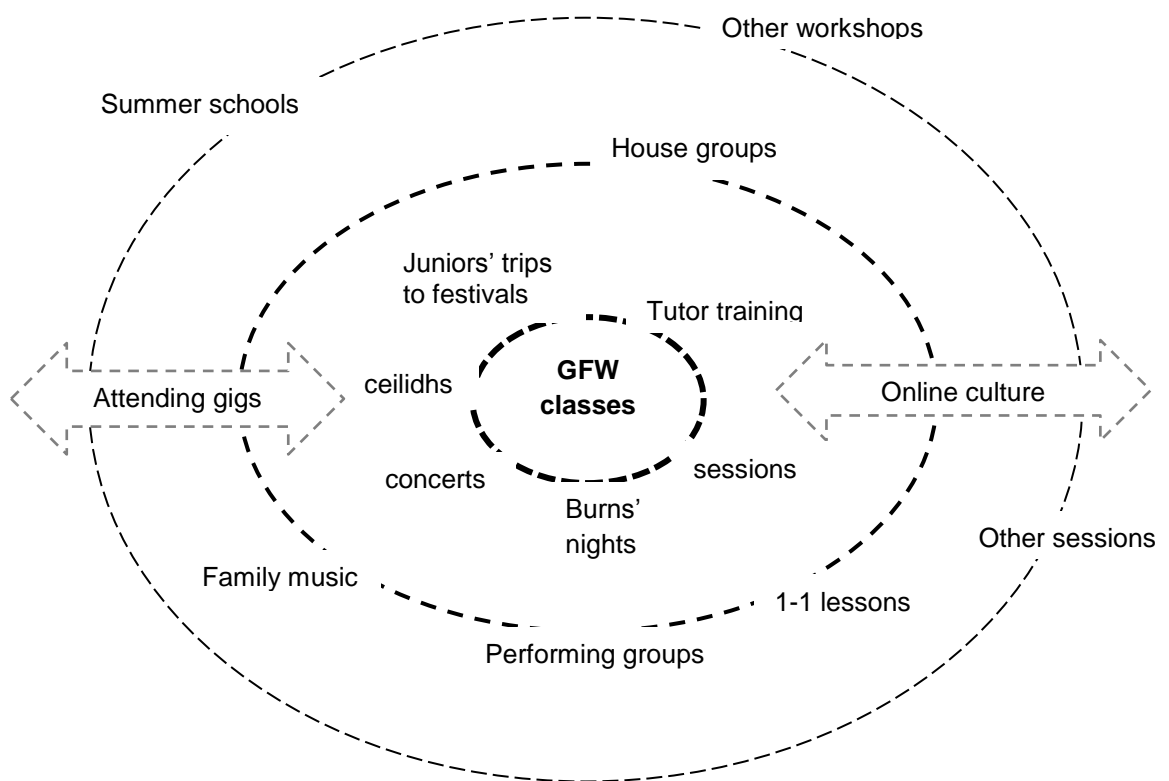 Other workshops
Summer schools
House groups
Juniors’ trips
to festivals
Tutor training
GFW
classes
ceilidhs
Attending gigs
Online culture
concerts
sessions
Burns’
nights
Other sessions
Family music
1-1 lessons
Performing groups